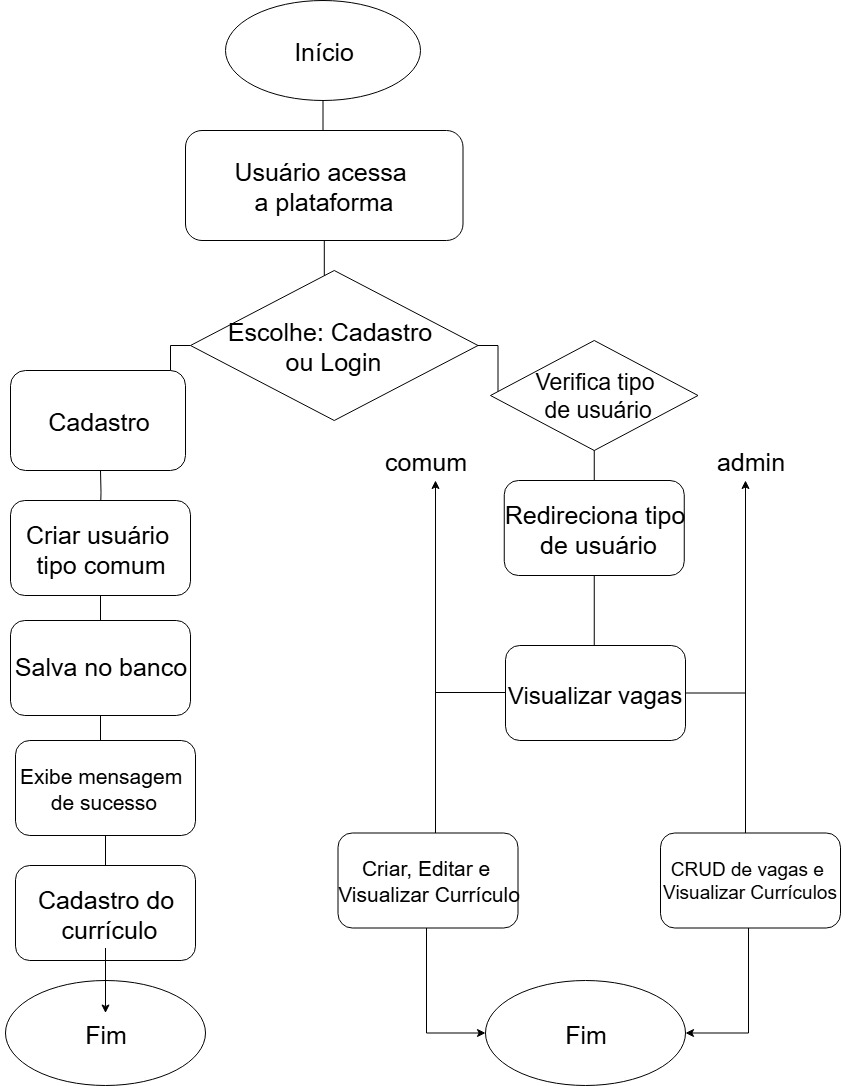 Início
Usuário acessa
a plataforma
Escolhe: Cadastro
ou Login
Cadastro
Criar usuário
tipo comum
Salva no banco
Exibe mensagem
de sucesso
Cadastro do
currículo
Fim
Verifica tipo
de usuário
comum
admin
Redireciona tipo
de usuário
Visualizar vagas
Criar, Editar e
Visualizar Currículo
CRUD de vagas e
Visualizar Currículos
Fim